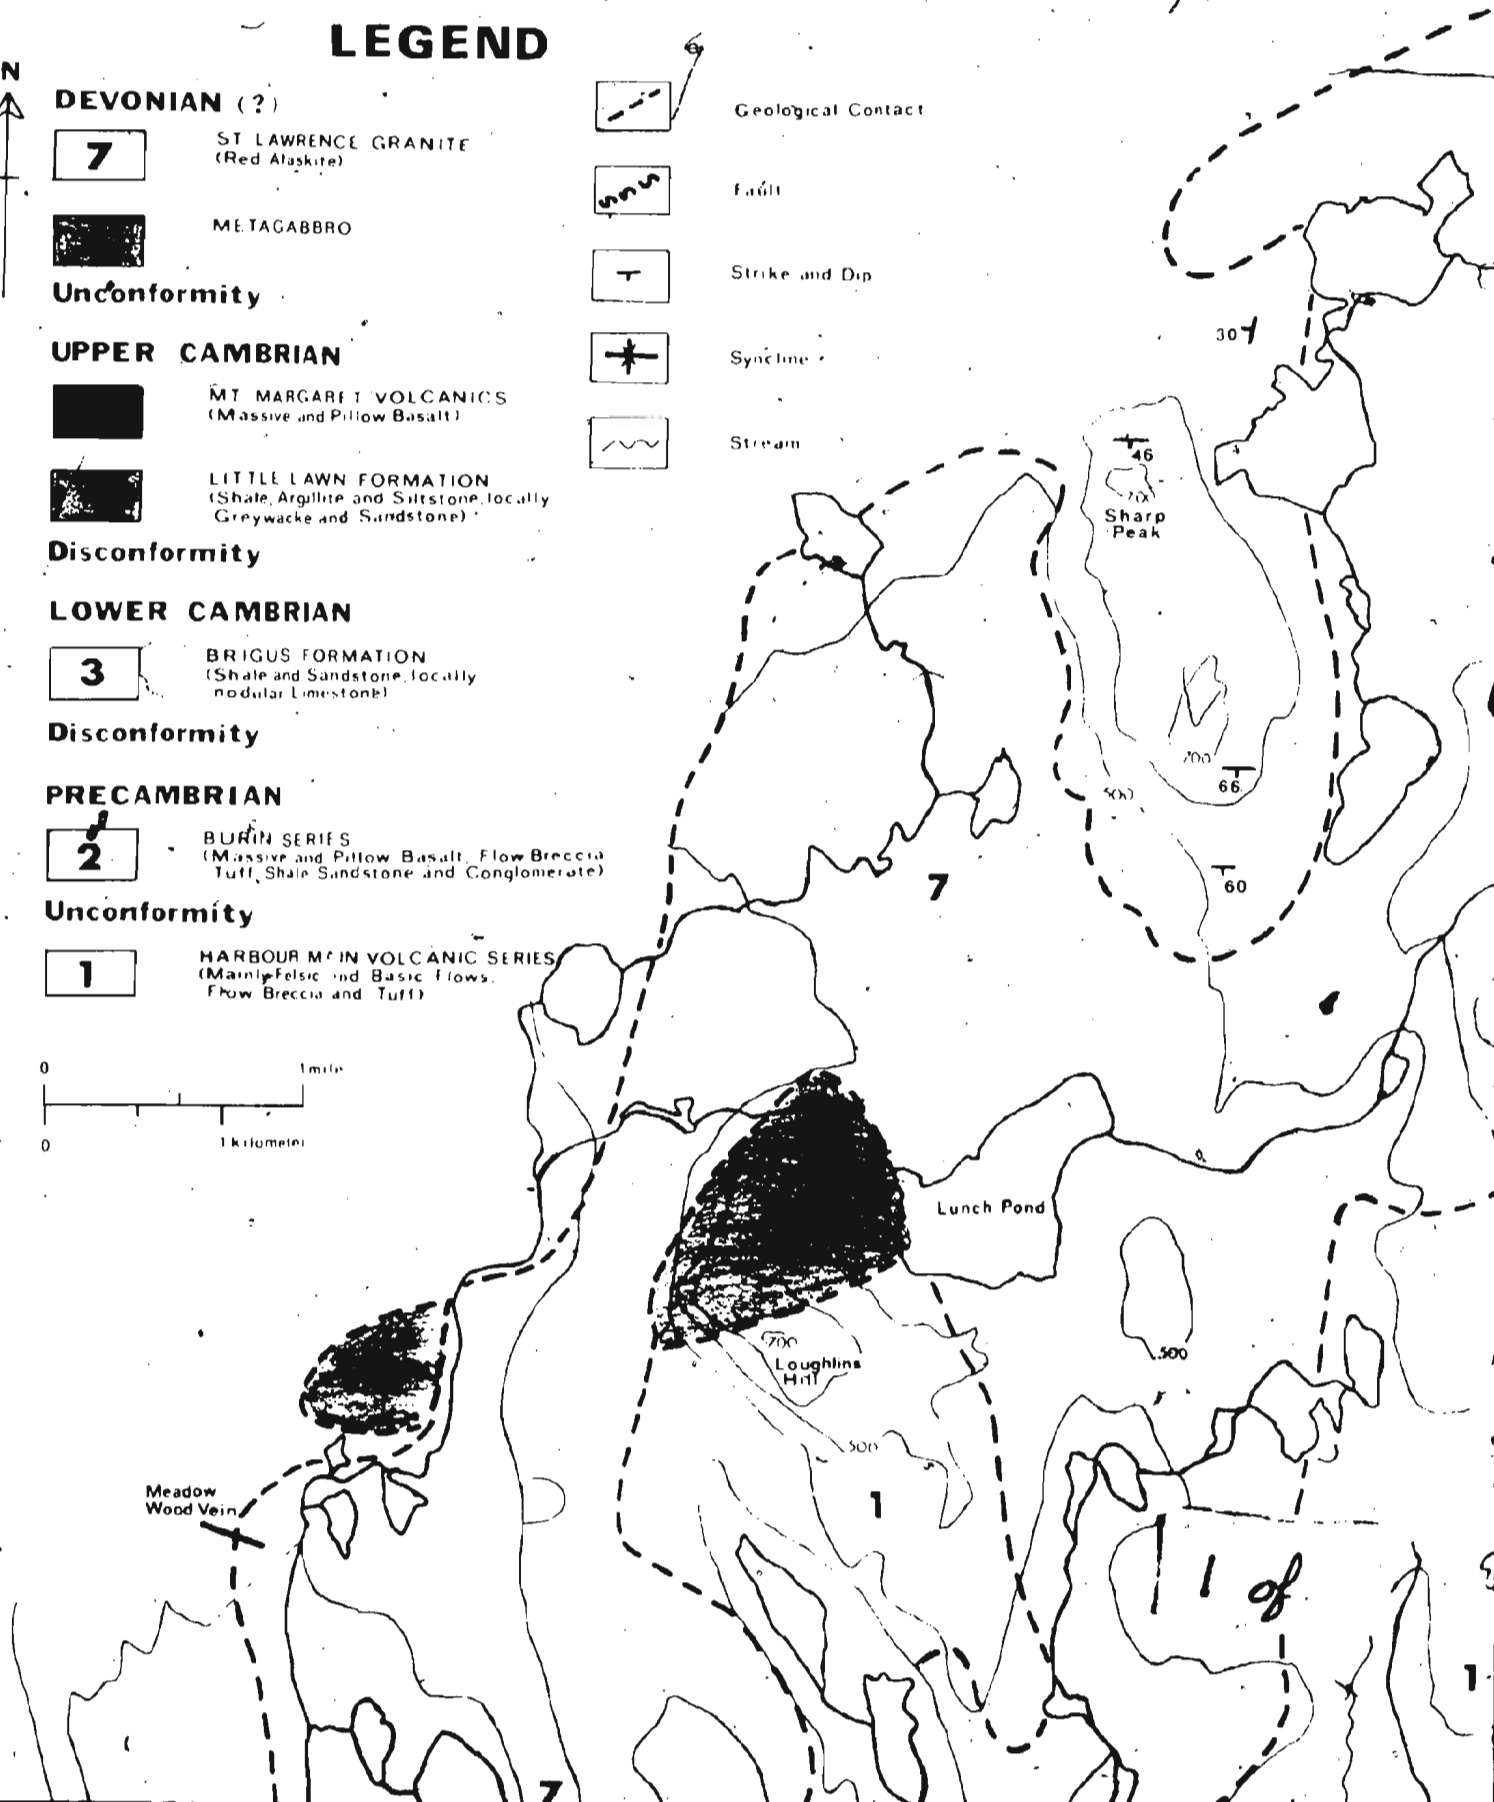 LEGEND
N
DEVONIAN (?)
7
ST LAWRENCE GRANITE
(Red Alaskite)
METAGABBRO
Unconformity
UPPER CAMBRIAN
MT MARGARET VOLCANICS
(Massive and Pillow Basalt)
LITTLE LAWN FORMATION
(Shale, Argillite and Siltstone, locally
Greywacke and Sandstone)
Disconformity
LOWER CAMBRIAN
3
BRIGUS FORMATION
(Shale and Sandstone, locally
nodular Limestone)
Disconformity
PRECAMBRIAN
2
BURIN SERIES
(Massive and Pillow Basalt, Flow Breccia
Tuff, Shale Sandstone and Conglomerate)
Unconformity
1
HARBOUR MAIN VOLCANIC SERIES
(Mainly Felsic and Basic Flows,
Flow Breccia and Tuff)
0 1 mile
0 1 kilometer
Geological Contact
Fault
Strike and Dip
Syncline
Stream
30
46
700
Sharp
Peak
700
66
500
60
7
Lunch Pond
700
Loughlins
Hill
500
500
1
Meadow
Wood Vein
1 of
1
7